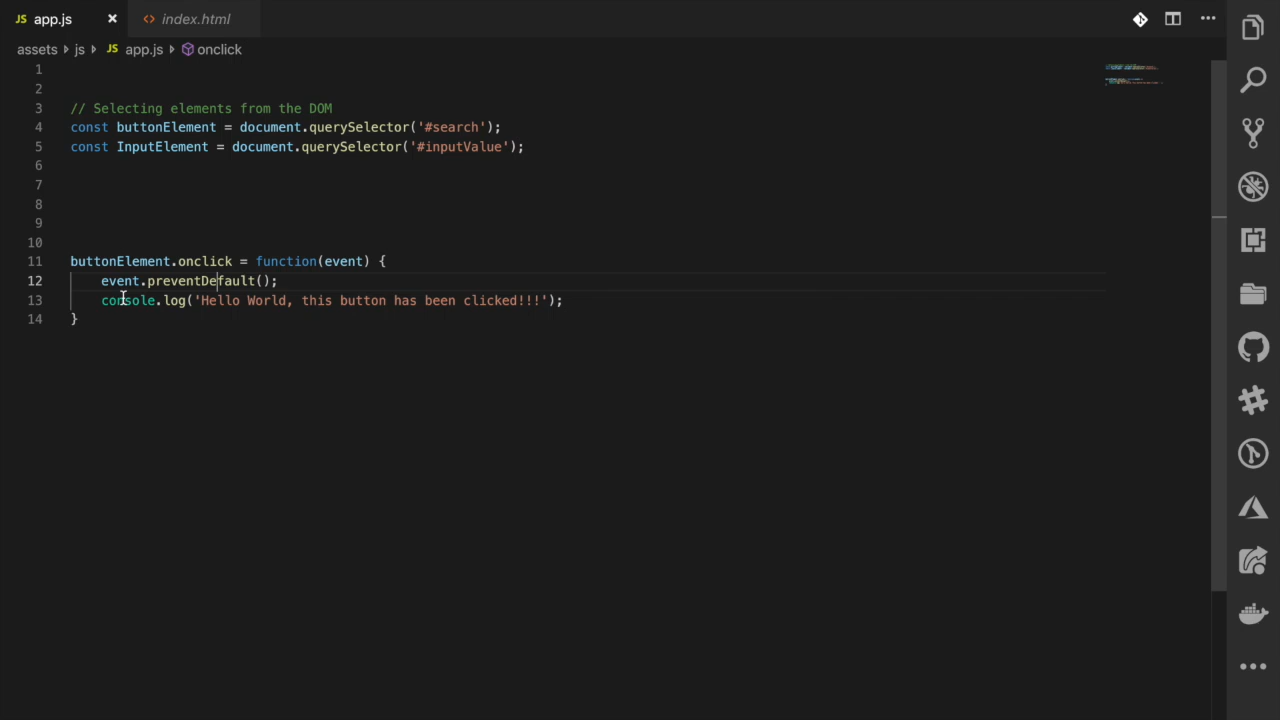 JS app.js × <> index.html
assets js JS app.js onclick
1
2
3 // Selecting elements from the DOM
4 const buttonElement = document.querySelector('#search');
5 const InputElement = document.querySelector('#inputValue');
6
7
8
9
10
11 buttonElement.onclick = function(event) {
12 event.preventDefault();
13 console.log('Hello World, this button has been clicked!!!');
14 }